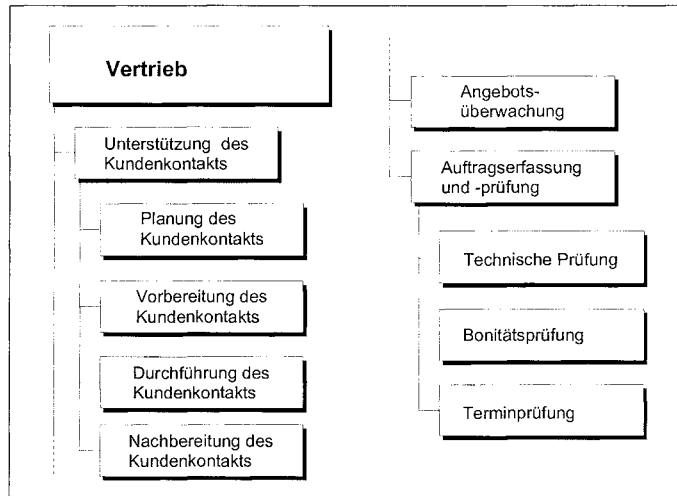 Vertrieb
Unterstützung des
Kundenkontakts
Planung des
Kundenkontakts
Vorbereitung des
Kundenkontakts
Durchführung des
Kundenkontakts
Nachbereitung des
Kundenkontakts
Angebots-
überwachung
Auftragserfassung
und -prüfung
Technische Prüfung
Bonitätsprüfung
Terminprüfung